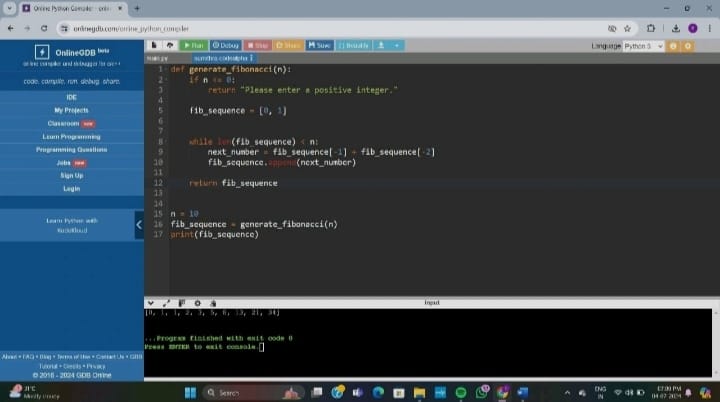 Online Python Compiler - onlin
onlinegdb.com/online_python_compiler
OnlineGDB beta
online compiler and debugger for c/c++
code. compile. run. debug. share.
IDE
My Projects
Classroom new
Learn Programming
Programming Questions
Jobs new
Sign Up
Login
Learn Python with
KodeKloud
About • FAQ • Blog • Terms of Use • Contact Us • GDB
Tutorial • Credits • Privacy
© 2016 - 2024 GDB Online
Run Debug Stop Share Save Beautify
Language Python 3
main.py
1 def generate_fibonacci(n):
2 if n <= 0:
3 return "Please enter a positive integer."
4
5 fib_sequence = [0, 1]
6
7
8 while len(fib_sequence) < n:
9 next_number = fib_sequence[-1] + fib_sequence[-2]
10 fib_sequence.append(next_number)
11
12 return fib_sequence
13
14
15 n = 10
16 fib_sequence = generate_fibonacci(n)
17 print(fib_sequence)
input
[0, 1, 1, 2, 3, 5, 8, 13, 21, 34]
...Program finished with exit code 0
Press ENTER to exit console.
31°C
Mostly cloudy
Search
ENG
IN
07:09 PM
04-07-2024